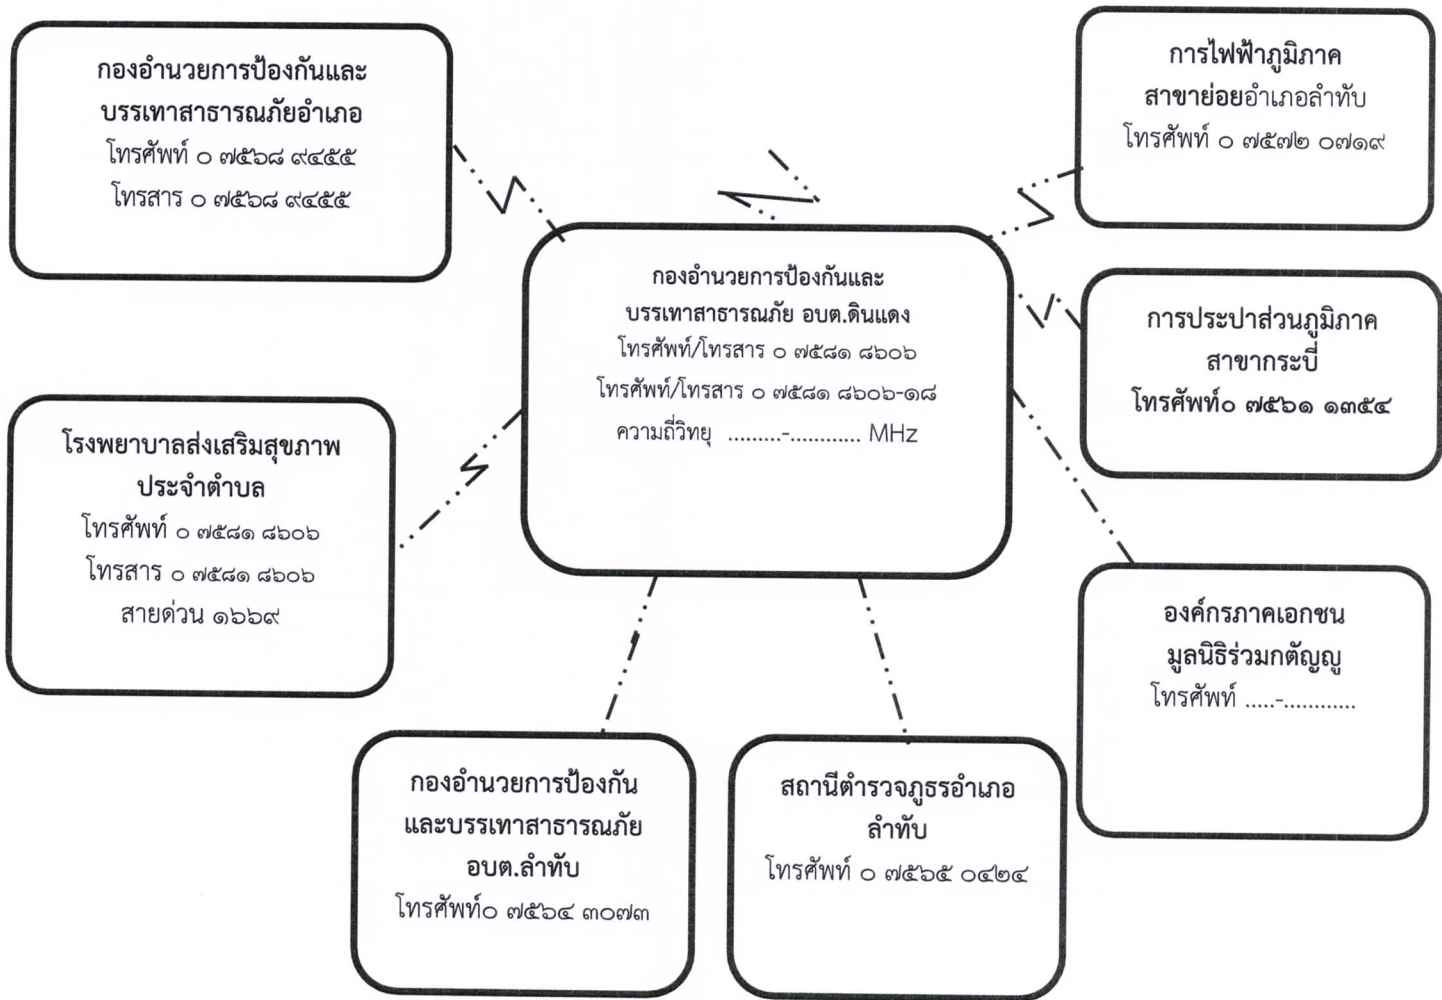 กองอำนวยการป้องกันและ
บรรเทาสาธารณภัยอำเภอ
โทรศัพท์ ๐ ๗๕๖๘ ๙๔๕๕
โทรสาร ๐ ๗๕๖๘ ๙๔๕๕
การไฟฟ้าภูมิภาค
สาขาย่อยอำเภอลำทับ
โทรศัพท์ ๐ ๗๕๗๒ ๐๗๑๙
กองอำนวยการป้องกันและ
บรรเทาสาธารณภัย อบต.ดินแดง
โทรศัพท์/โทรสาร ๐ ๗๕๘๑ ๘๖๐๖
โทรศัพท์/โทรสาร ๐ ๗๕๘๑ ๘๖๐๖-๑๘
ความถี่วิทยุ .........-............ MHz
การประปาส่วนภูมิภาค
สาขากระบี่
โทรศัพท์๐ ๗๕๖๑ ๑๓๕๔
โรงพยาบาลส่งเสริมสุขภาพ
ประจำตำบล
โทรศัพท์ ๐ ๗๕๘๑ ๘๖๐๖
โทรสาร ๐ ๗๕๘๑ ๘๖๐๖
สายด่วน ๑๖๖๙
องค์กรภาคเอกชน
มูลนิธิร่วมกตัญญู
โทรศัพท์ .....-............
กองอำนวยการป้องกัน
และบรรเทาสาธารณภัย
อบต.ลำทับ
โทรศัพท์๐ ๗๕๖๔ ๓๐๗๓
สถานีตำรวจภูธรอำเภอ
ลำทับ
โทรศัพท์ ๐ ๗๕๖๕ ๐๔๒๔